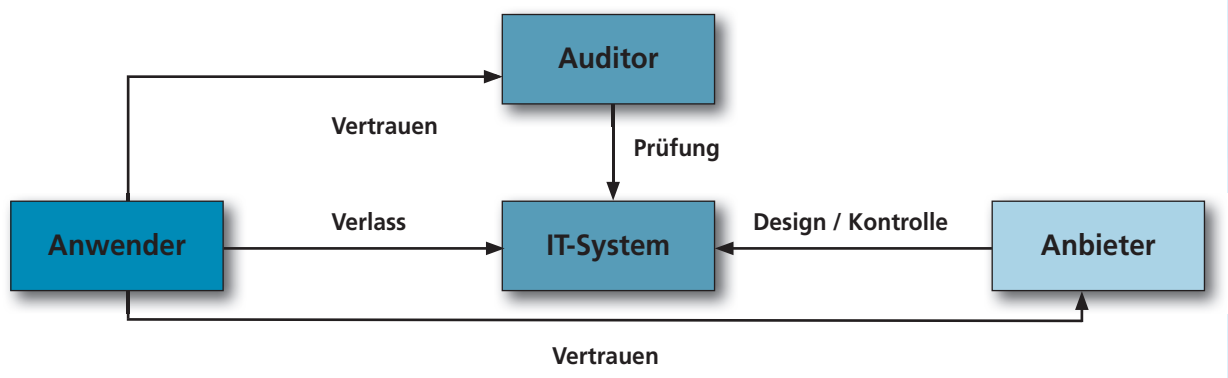 Auditor
Vertrauen
Prüfung
Anwender
Verlass
IT-System
Design / Kontrolle
Anbieter
Vertrauen